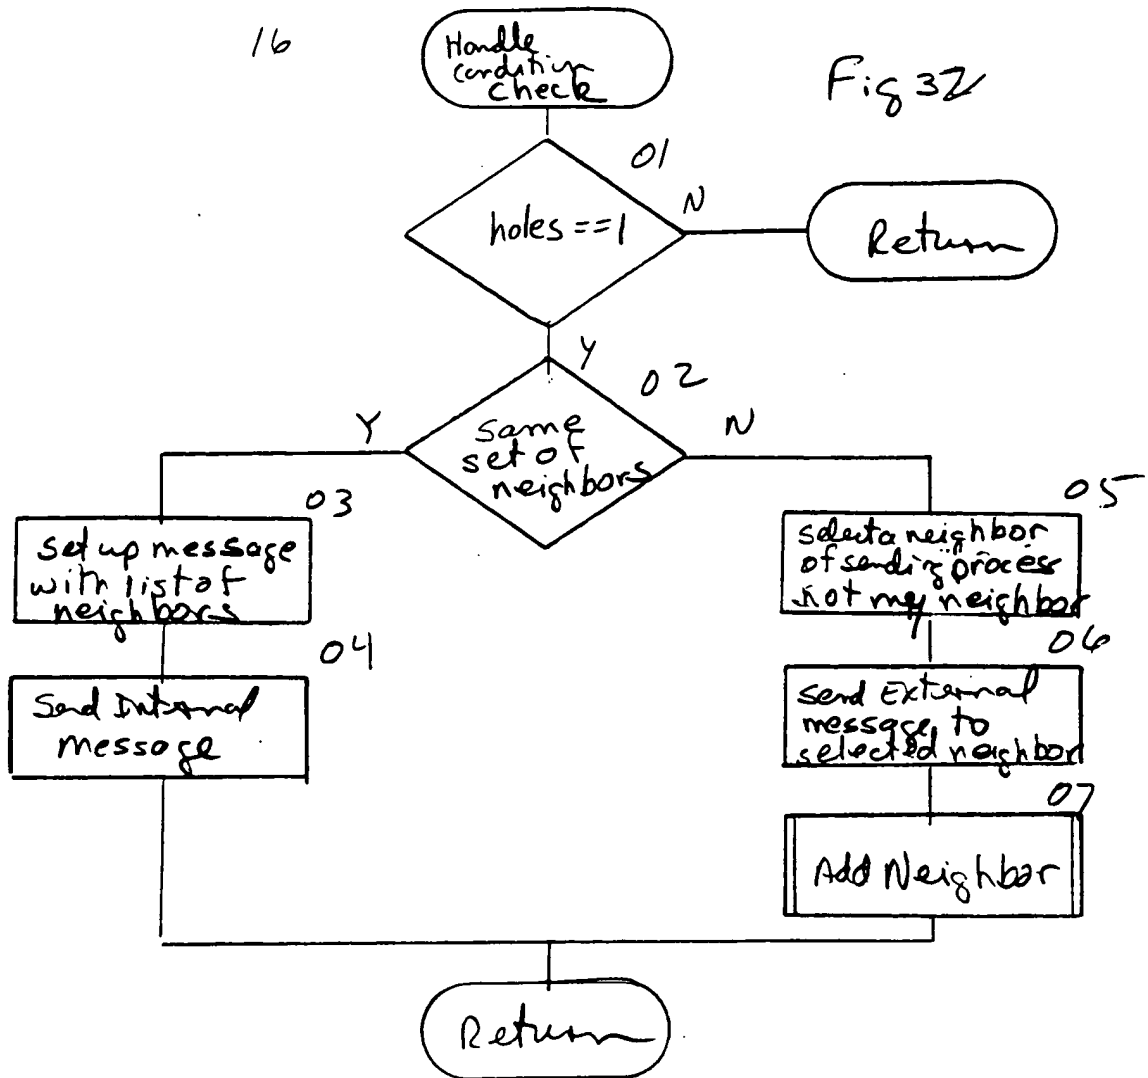 16
Handle
condition
check
Fig 32
01
holes==1
N
Return
Y
02
same
set of
neighbors
Y
N
03
set up message
with list of
neighbors
05
select a neighbor
of sending process
not my neighbor
04
Send Internal
message
06
send External
message to
selected neighbor
07
Add Neighbor
Return